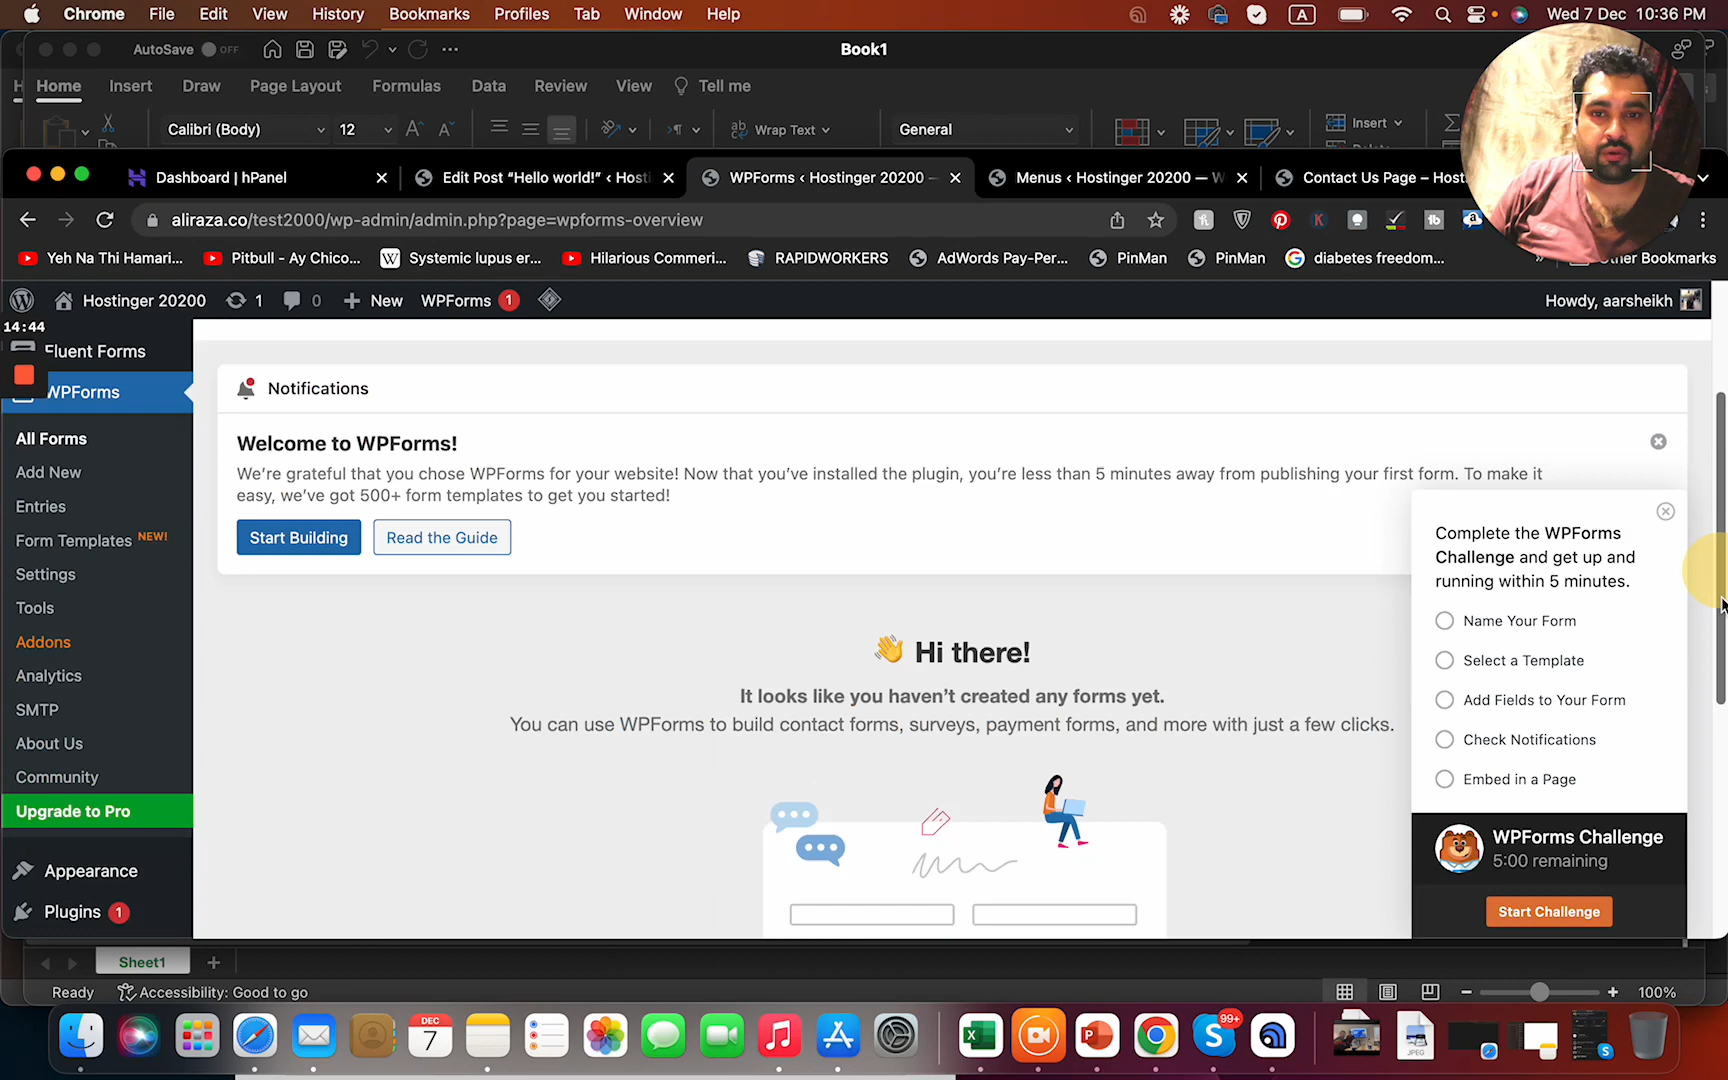 Chrome File Edit View History Bookmarks Profiles Tab Window Help A Wed 7 Dec 10:36 PM
AutoSave OFF Book1
Home Insert Draw Page Layout Formulas Data Review View Tell me
Calibri (Body) 12 Wrap Text General Insert
Dashboard | hPanel Edit Post “Hello world!” ‹ Hosti WPForms ‹ Hostinger 20200 — Menus ‹ Hostinger 20200 — W Contact Us Page – Host
aliraza.co/test2000/wp-admin/admin.php?page=wpforms-overview
Yeh Na Thi Hamari... Pitbull - Ay Chico... Systemic lupus er... Hilarious Commeri... RAPIDWORKERS AdWords Pay-Per... PinMan PinMan diabetes freedom... » Other Bookmarks
Hostinger 20200 1 0 New WPForms 1 Howdy, aarsheikh
14:44
Fluent Forms
WPForms
All Forms
Add New
Entries
Form Templates NEW!
Settings
Tools
Addons
Analytics
SMTP
About Us
Community
Upgrade to Pro
Appearance
Plugins 1
Notifications
Welcome to WPForms!
We’re grateful that you chose WPForms for your website! Now that you’ve installed the plugin, you’re less than 5 minutes away from publishing your first form. To make it
easy, we’ve got 500+ form templates to get you started!
Start Building Read the Guide
Hi there!
It looks like you haven’t created any forms yet.
You can use WPForms to build contact forms, surveys, payment forms, and more with just a few clicks.
Complete the WPForms
Challenge and get up and
running within 5 minutes.
Name Your Form
Select a Template
Add Fields to Your Form
Check Notifications
Embed in a Page
WPForms Challenge
5:00 remaining
Start Challenge
Sheet1
Ready Accessibility: Good to go 100%
DEC
7
99+
JPEG